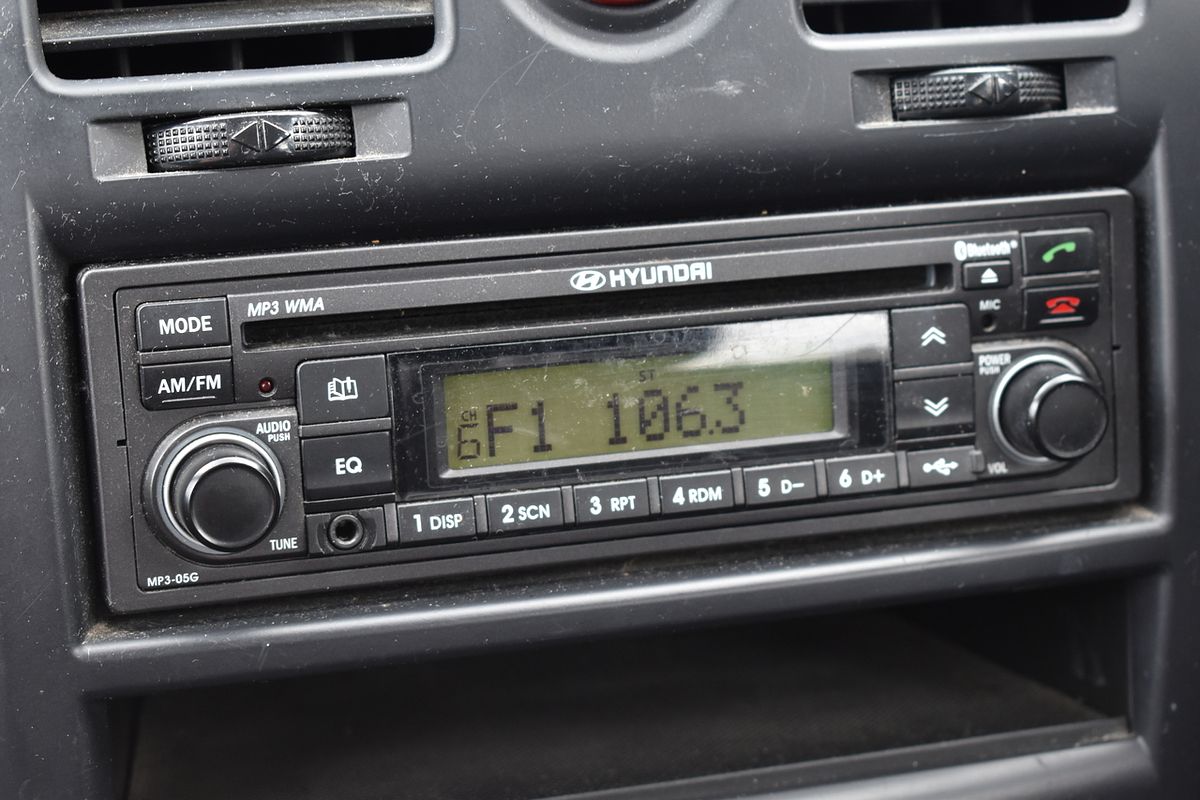 Bluetooth®
HYUNDAI
MP3 WMA
MODE
MIC
AM/FM
POWER
PUSH
ST
CH
6 F1 106.3
AUDIO
PUSH
EQ
VOL
1 DISP
2 SCN
3 RPT
4 RDM
5 D−
6 D+
TUNE
MP3-05G